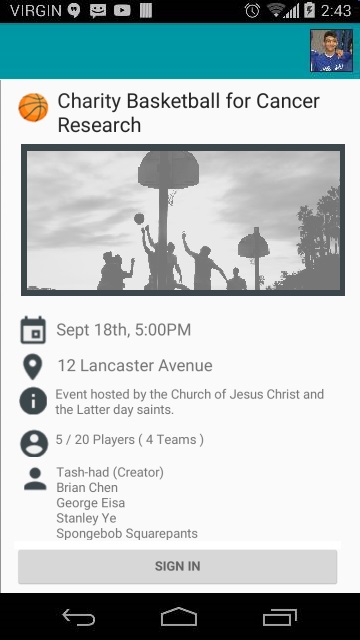 VIRGIN 2:43
Charity Basketball for Cancer
Research
Sept 18th, 5:00PM
12 Lancaster Avenue
Event hosted by the Church of Jesus Christ and
the Latter day saints.
5 / 20 Players ( 4 Teams )
Tash-had (Creator)
Brian Chen
George Eisa
Stanley Ye
Spongebob Squarepants
SIGN IN